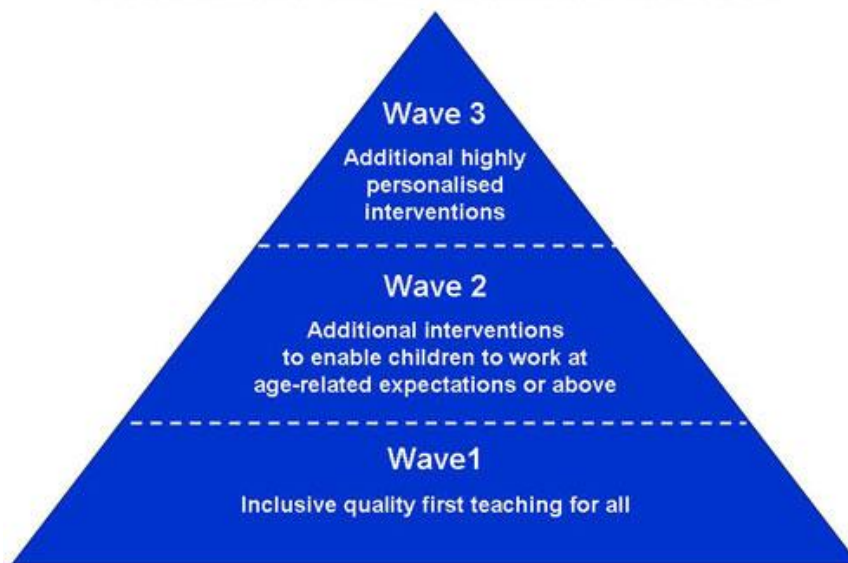 Wave 3
Additional highly
personalised
interventions
Wave 2
Additional interventions
to enable children to work at
age-related expectations or above
Wave1
Inclusive quality first teaching for all